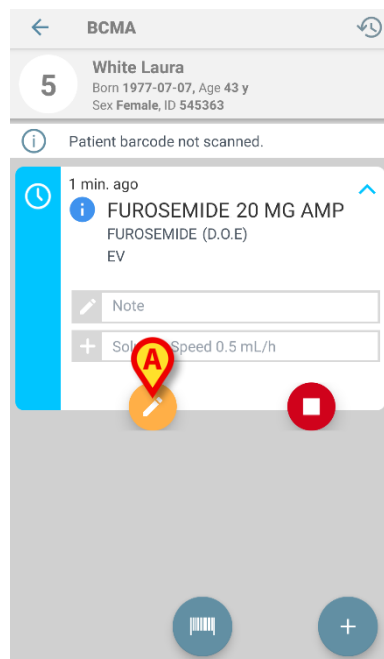 BCMA
5
White Laura
Born 1977-07-07, Age 43 y
Sex Female, ID 545363
Patient barcode not scanned.
1 min. ago
FUROSEMIDE 20 MG AMP
FUROSEMIDE (D.O.E)
EV
Note
Speed 0.5 mL/h
A